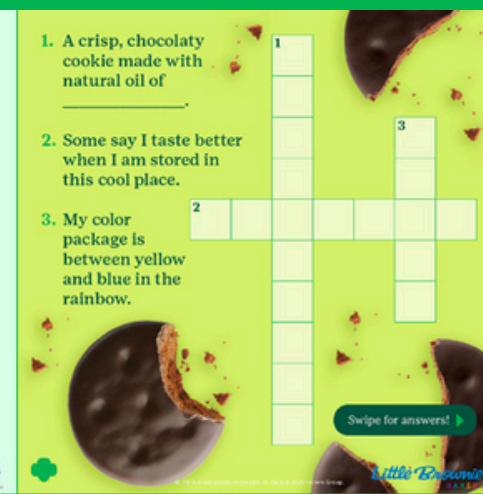 1. A crisp, chocolaty
cookie made with
natural oil of
____________.
2. Some say I taste better
when I am stored in
this cool place.
3. My color
package is
between yellow
and blue in the
rainbow.
1
3
2
Swipe for answers!
Little Brownie